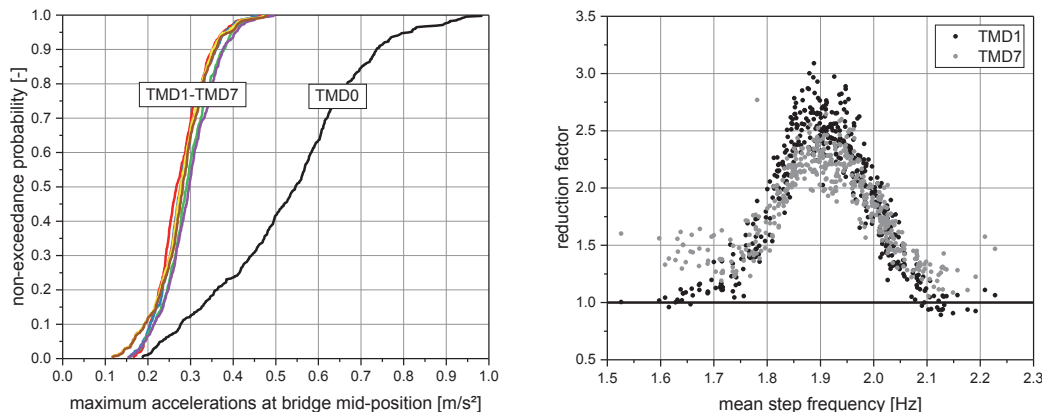 1.0
0.9
0.8
0.7
0.6
0.5
0.4
0.3
0.2
0.1
0.0
non-exceedance probability [-]
TMD1-TMD7
TMD0
0.0 0.1 0.2 0.3 0.4 0.5 0.6 0.7 0.8 0.9 1.0
maximum accelerations at bridge mid-position [m/s²]
3.5
3.0
2.5
2.0
1.5
1.0
0.5
reduction factor
TMD1
TMD7
1.5 1.6 1.7 1.8 1.9 2.0 2.1 2.2 2.3
mean step frequency [Hz]